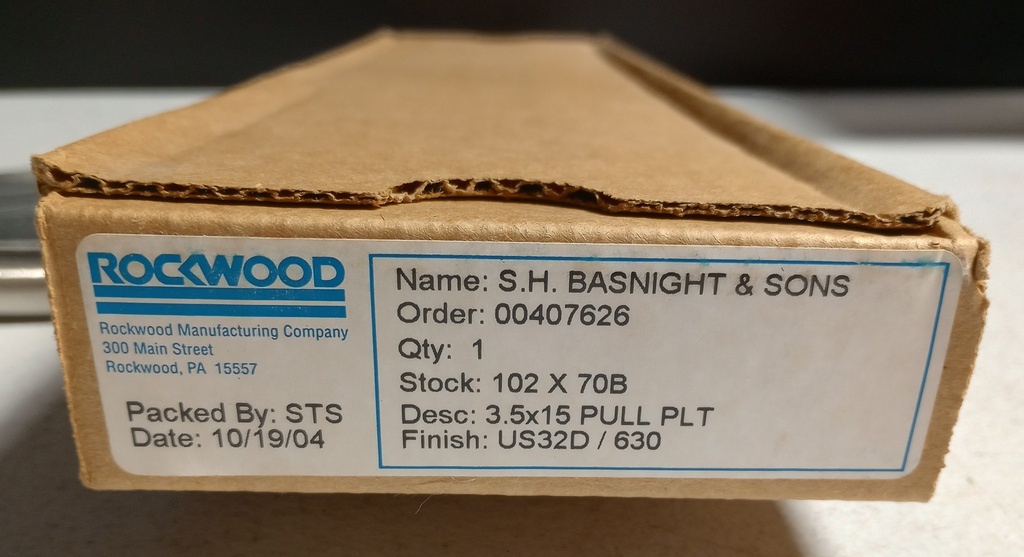 ROCKWOOD
Rockwood Manufacturing Company
300 Main Street
Rockwood, PA 15557
Packed By: STS
Date: 10/19/04
Name: S.H. BASNIGHT & SONS
Order: 00407626
Qty: 1
Stock: 102 X 70B
Desc: 3.5x15 PULL PLT
Finish: US32D / 630